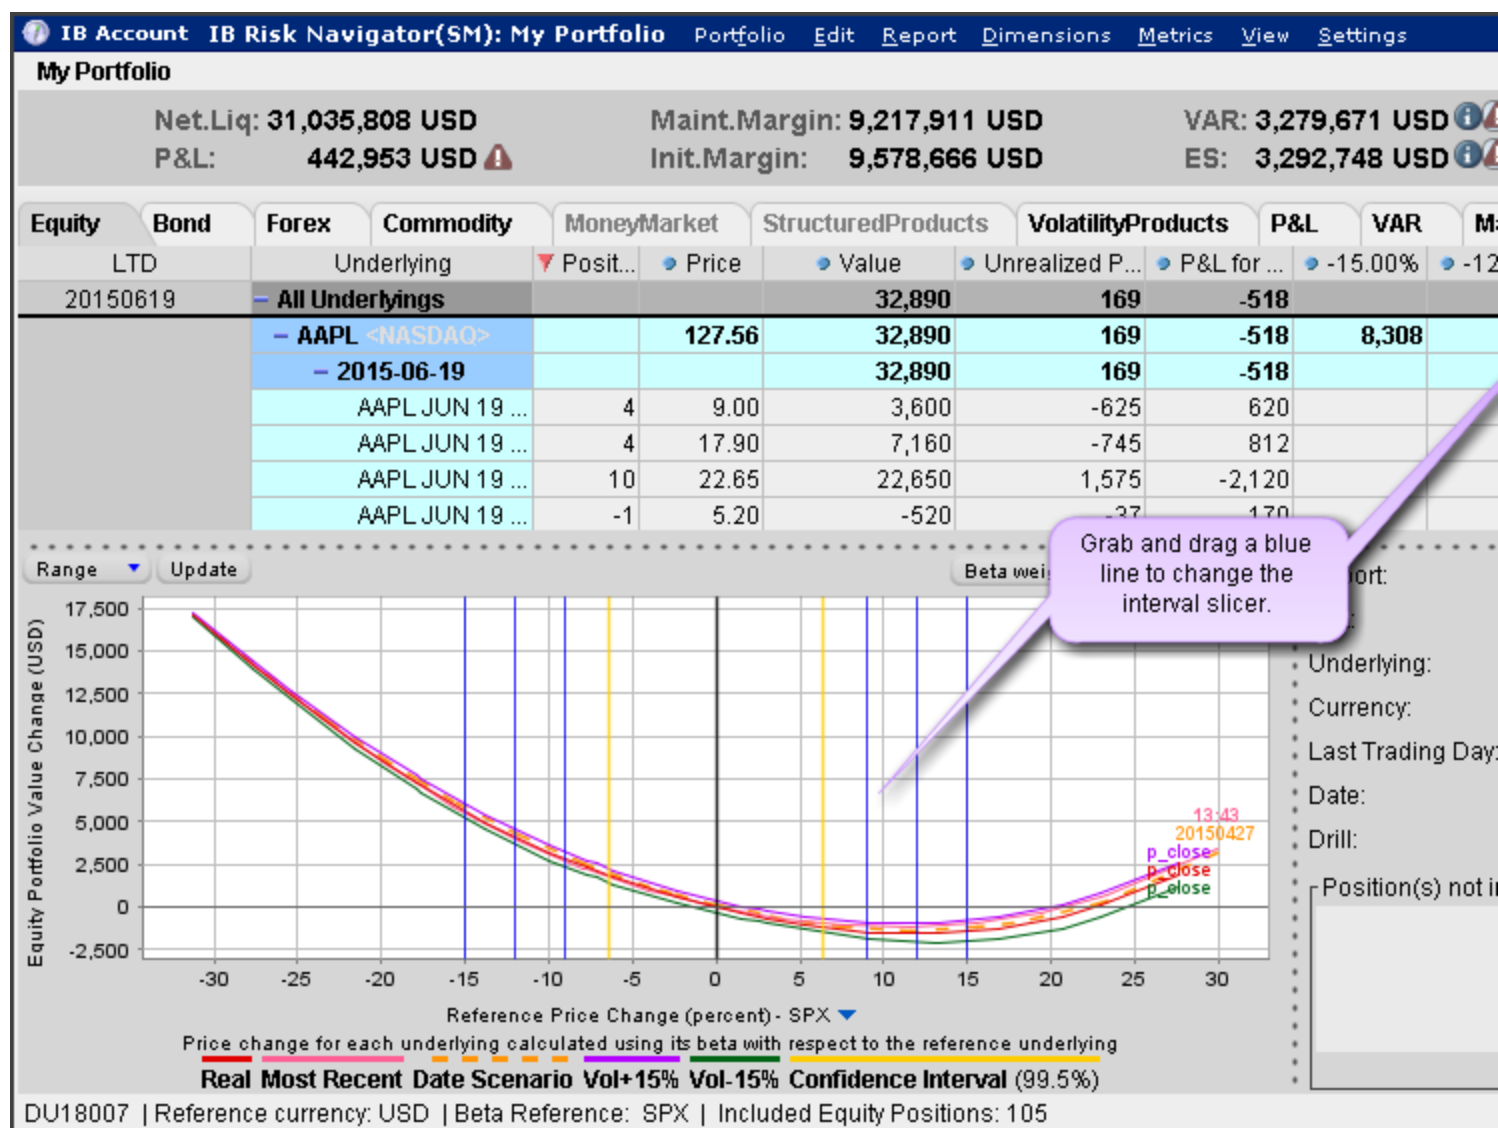 IB Account IB Risk Navigator(SM): My Portfolio Portfolio Edit Report Dimensions Metrics View Settings
My Portfolio
Net.Liq: 31,035,808 USD Maint.Margin: 9,217,911 USD VAR: 3,279,671 USD
P&L: 442,953 USD Init.Margin: 9,578,666 USD ES: 3,292,748 USD
Equity Bond Forex Commodity MoneyMarket StructuredProducts VolatilityProducts P&L VAR
LTD Underlying Posit... Price Value Unrealized P... P&L for ... -15.00% -12
20150619 All Underlyings 32,890 169 -518
AAPL <NASDAQ> 127.56 32,890 169 -518 8,308
2015-06-19 32,890 169 -518
AAPL JUN 19 ... 4 9.00 3,600 -625 620
AAPL JUN 19 ... 4 17.90 7,160 -745 812
AAPL JUN 19 ... 10 22.65 22,650 1,575 -2,120
AAPL JUN 19 ... -1 5.20 -520 -37 170
Grab and drag a blue
line to change the
interval slicer.
Range Update Beta wei
ort:
Underlying:
Currency:
Last Trading Day:
Date:
Drill:
Position(s) not in
Equity Portfolio Value Change (USD)
17,500
15,000
12,500
10,000
7,500
5,000
2,500
0
-2,500
13:43
20150427
p_close
p_close
p_close
-30 -25 -20 -15 -10 -5 0 5 10 15 20 25 30
Reference Price Change (percent) - SPX
Price change for each underlying calculated using its beta with respect to the reference underlying
Real Most Recent Date Scenario Vol+15% Vol-15% Confidence Interval (99.5%)
DU18007 | Reference currency: USD | Beta Reference: SPX | Included Equity Positions: 105